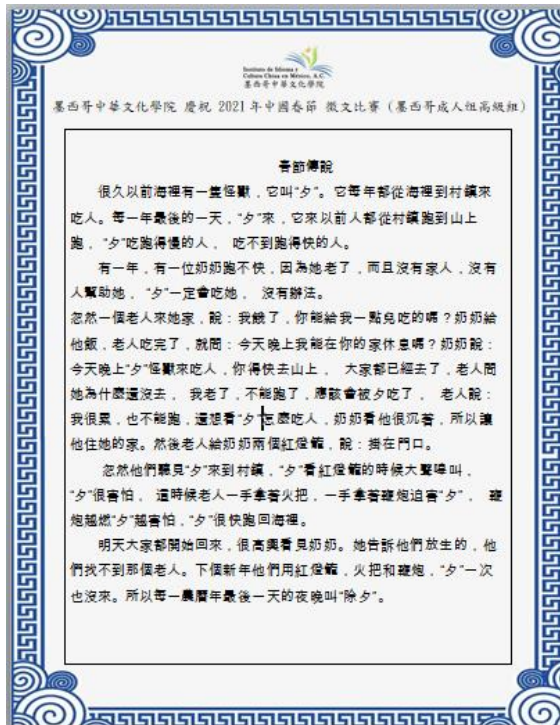 Instituto de Idioma y
Cultura China en México, A.C.
墨西哥中華文化學院
墨西哥中華文化學院 慶祝 2021 年中國春節 徵文比賽 (墨西哥成人組高級組)
春節傳說
很久以前海裡有一隻怪獸，它叫“夕”。它每年都從海裡到村鎮來
吃人。每一年最後的一天，“夕”來，它來以前人都從村鎮跑到山上
跑，“夕”吃跑得慢的人， 吃不到跑得快的人。
有一年，有一位奶奶跑不快，因為她老了，而且沒有家人，沒有
人幫助她，“夕”一定會吃她， 沒有辦法。
忽然一個老人來她家，說：我餓了，你能給我一點兒吃的嗎？奶奶給
他飯，老人吃完了，就問：今天晚上我能在你的家休息嗎？奶奶說：
今天晚上“夕”怪獸來吃人，你得快去山上， 大家都已經去了，老人問
她為什麼還沒去， 我老了，不能跑了，應該會被夕吃了， 老人說：
我很累，也不能跑，還想看“夕”怎麼吃人，奶奶看他很沉著，所以讓
他住她的家。然後老人給奶奶兩個紅燈籠，說：掛在門口。
忽然他們聽見“夕”來到村鎮，“夕”看紅燈籠的時候大聲嗥叫，
“夕”很害怕， 這時候老人一手拿著火把，一手拿著鞭炮迫害“夕”， 鞭
炮越燃“夕”越害怕，“夕”很快跑回海裡。
明天大家都開始回來，很高興看見奶奶。她告訴他們放生的，他
們找不到那個老人。下個新年他們用紅燈籠，火把和鞭炮，“夕”一次
也沒來。所以每一農曆年最後一天的夜晚叫“除夕”。